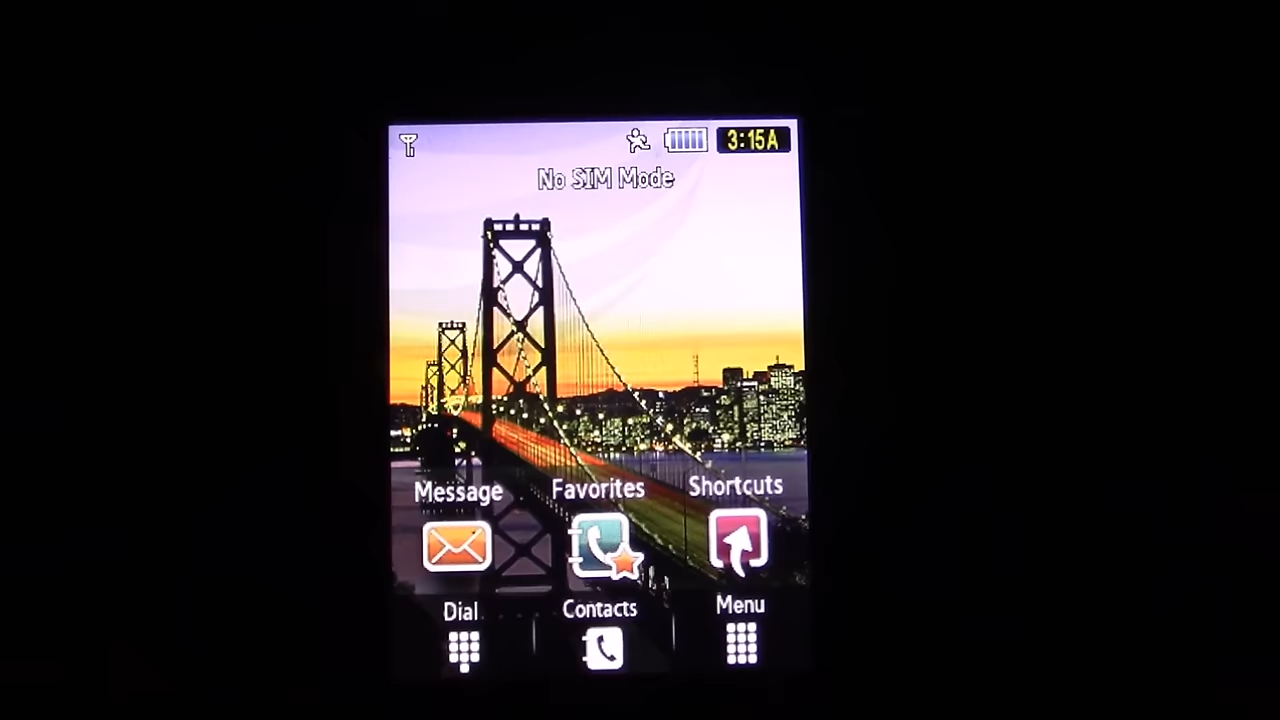 3:15A
No SIM Mode
Message Favorites Shortcuts
Dial Contacts Menu